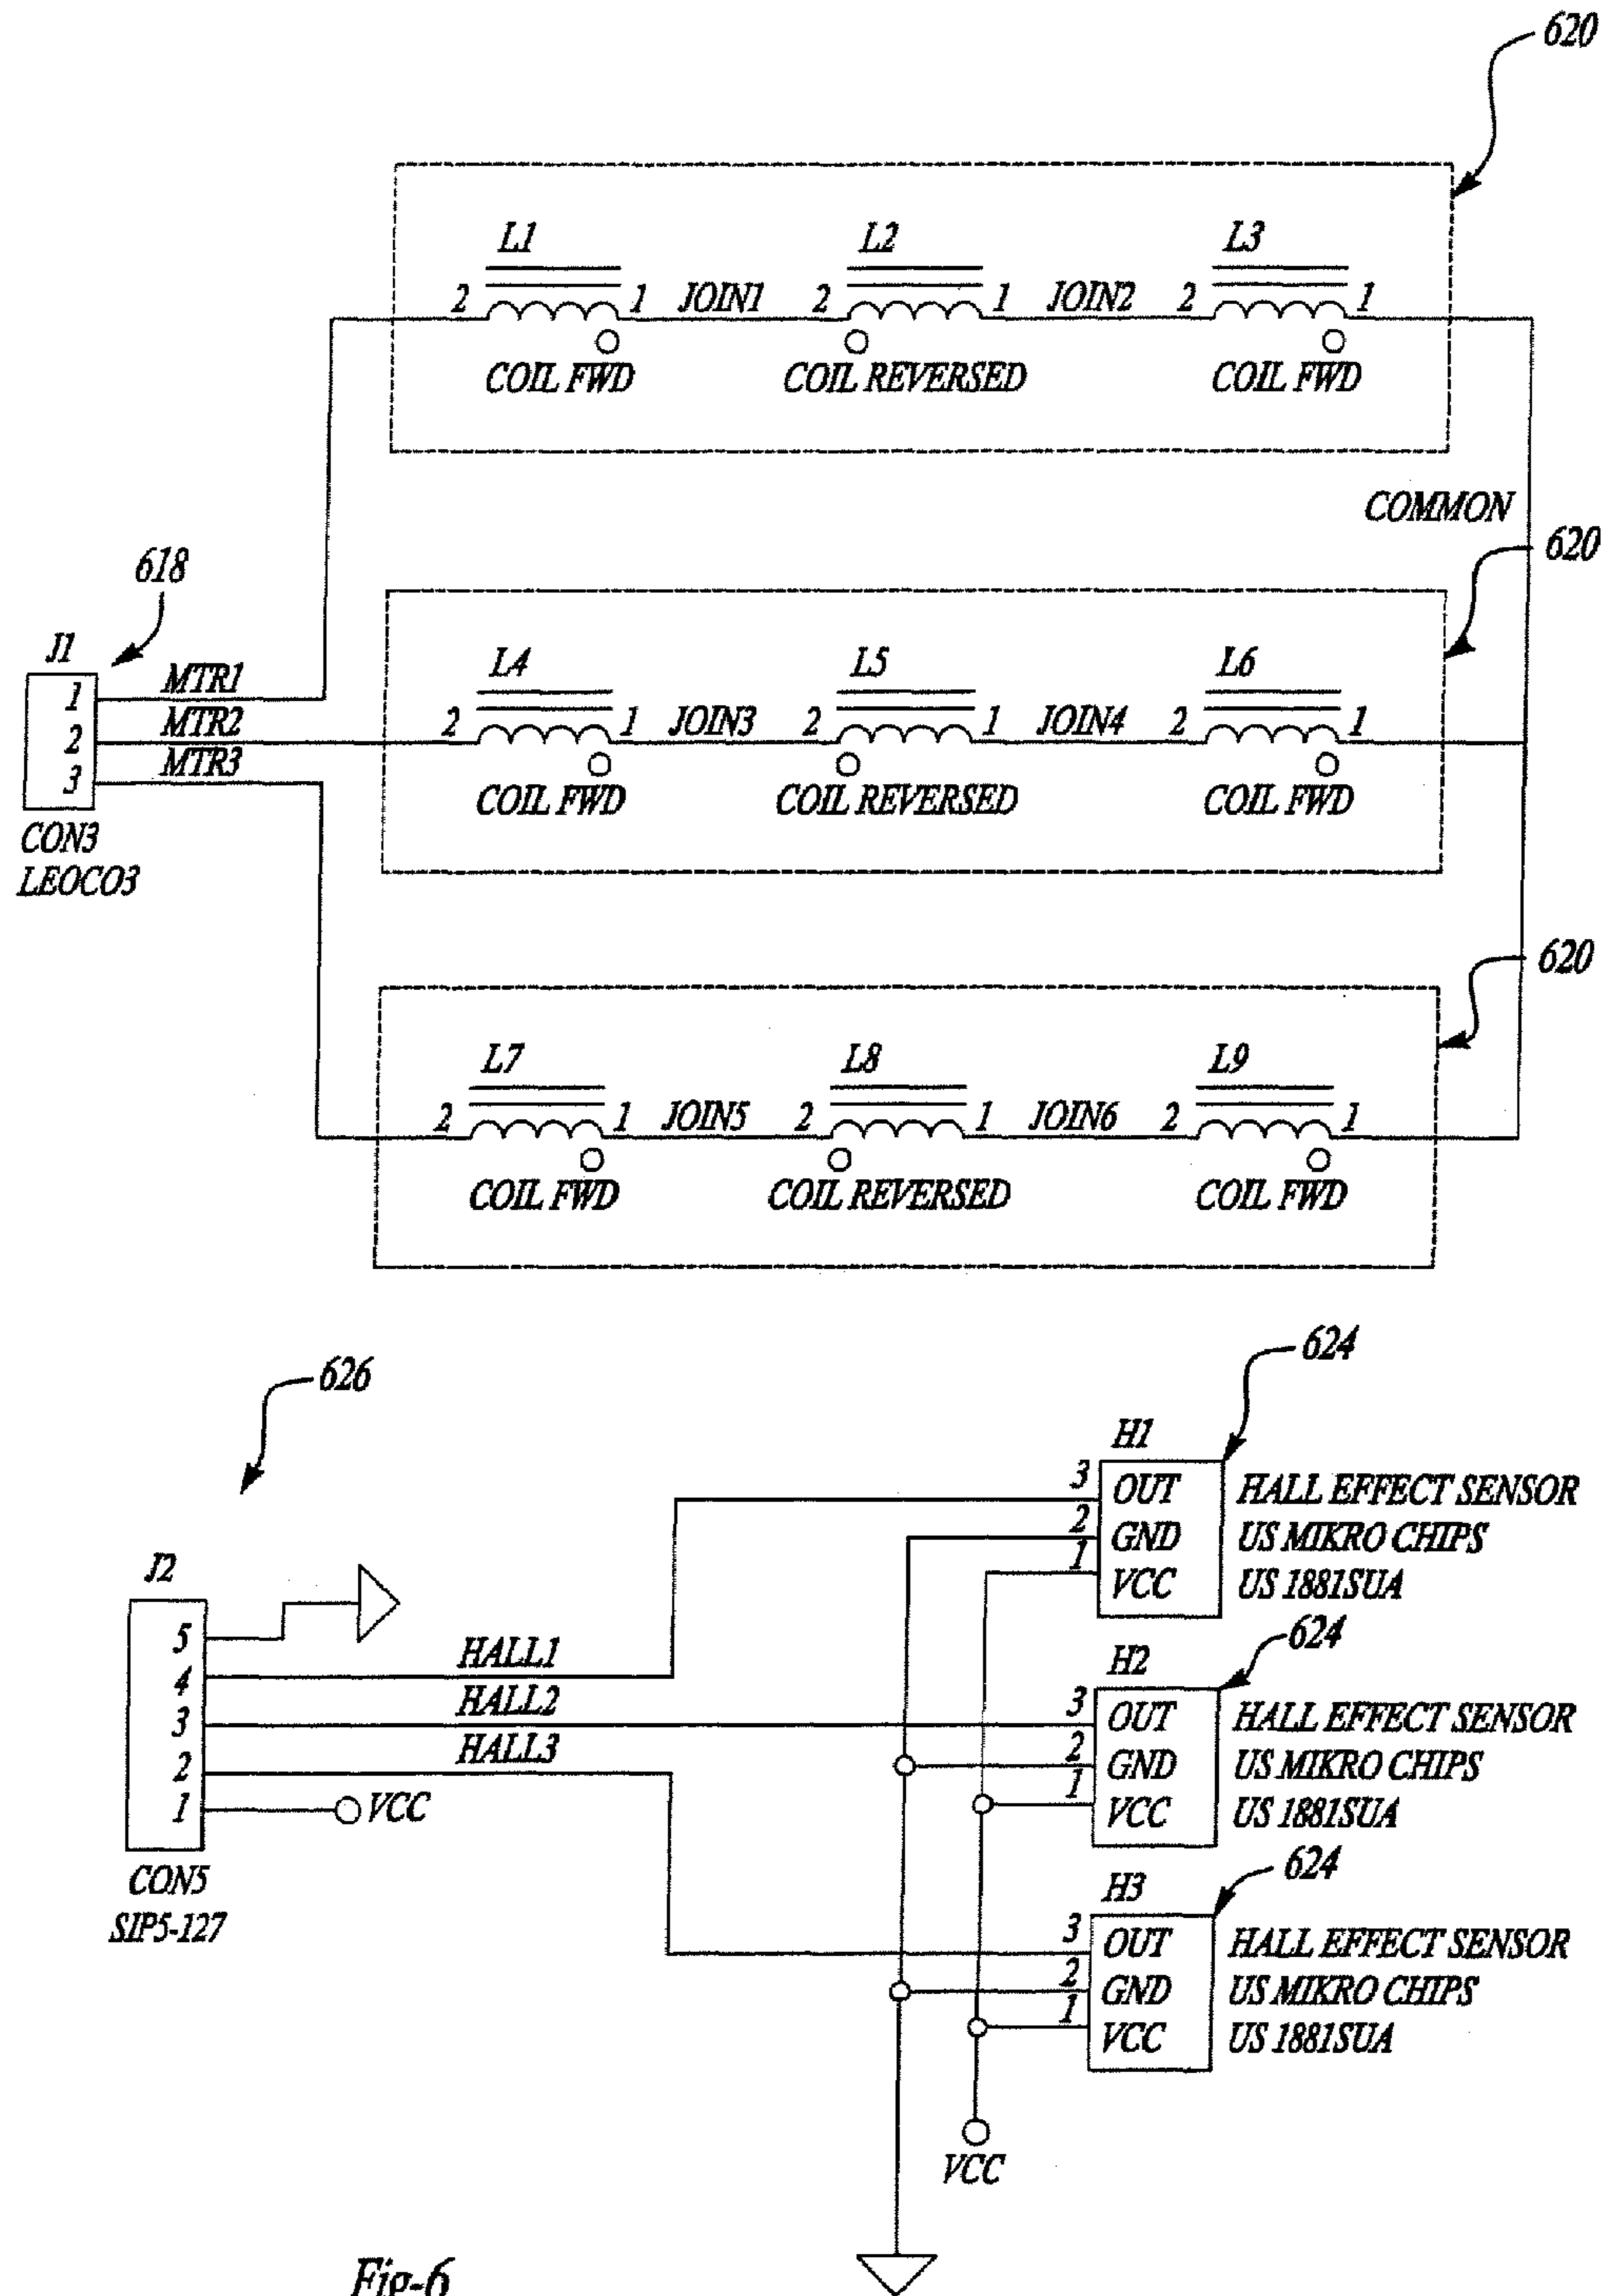 620
L1 L2 L3
2 1 JOIN1 2 1 JOIN2 2 1
COIL FWD COIL REVERSED COIL FWD
COMMON
620
618
J1
1 MTR1
2 MTR2
3 MTR3
CON3
LEOCO3
L4 L5 L6
2 1 JOIN3 2 1 JOIN4 2 1
COIL FWD COIL REVERSED COIL FWD
620
L7 L8 L9
2 1 JOIN5 2 1 JOIN6 2 1
COIL FWD COIL REVERSED COIL FWD
626
J2
5
4 HALL1
3 HALL2
2 HALL3
1 VCC
CON5
SIP5-127
624
H1
3 OUT HALL EFFECT SENSOR
2 GND US MIKRO CHIPS
1 VCC US 1881SUA
624
H2
3 OUT HALL EFFECT SENSOR
2 GND US MIKRO CHIPS
1 VCC US 1881SUA
624
H3
3 OUT HALL EFFECT SENSOR
2 GND US MIKRO CHIPS
1 VCC US 1881SUA
VCC
Fig-6